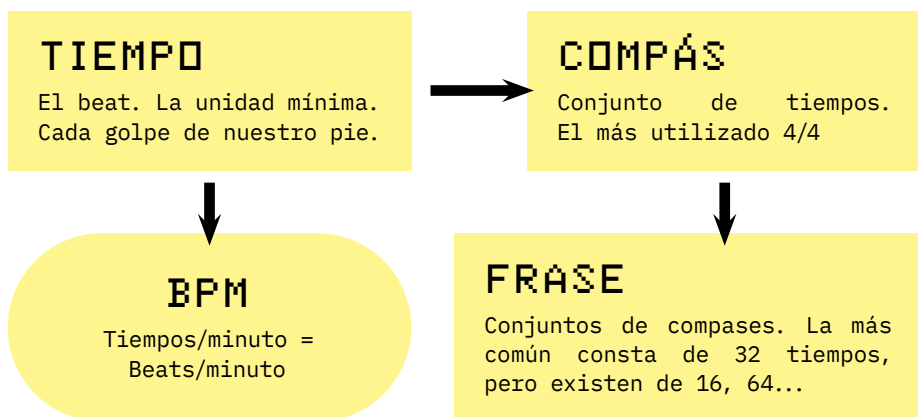 TIEMPO
El beat. La unidad mínima.
Cada golpe de nuestro pie.
COMPÁS
Conjunto de tiempos.
El más utilizado 4/4
BPM
Tiempos/minuto =
Beats/minuto
FRASE
Conjuntos de compases. La más
común consta de 32 tiempos,
pero existen de 16, 64...